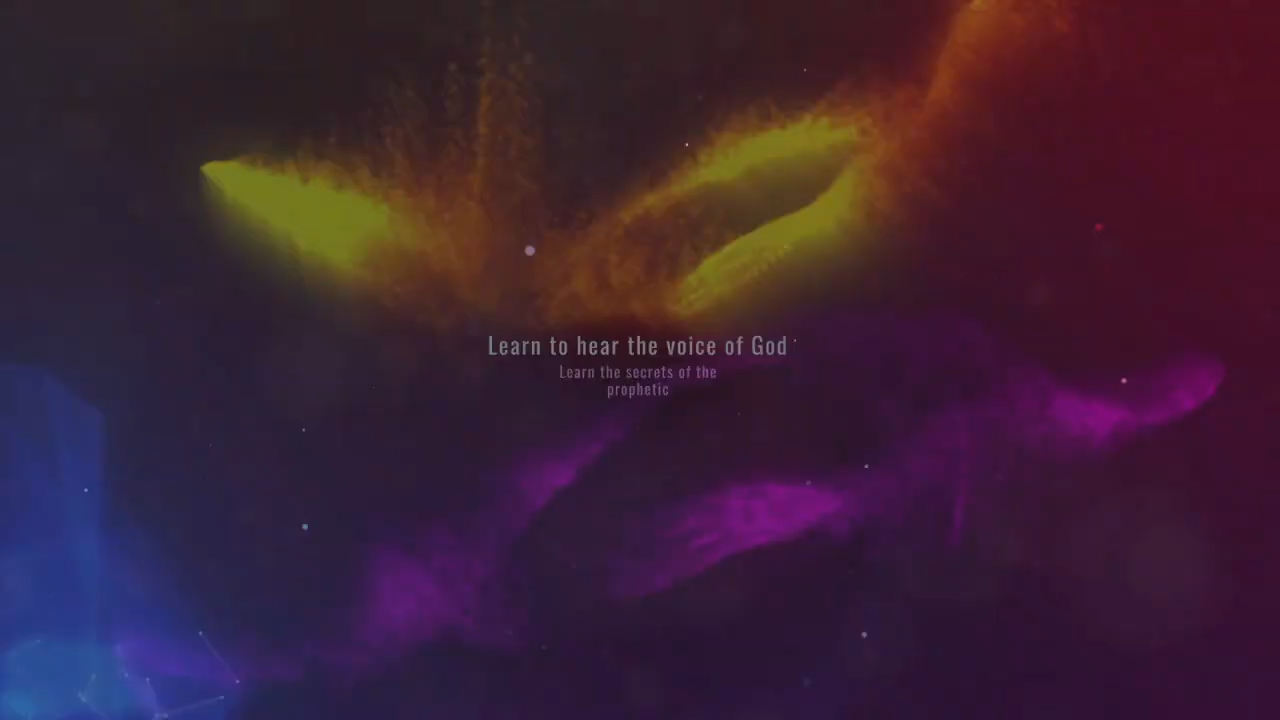 Learn to hear the voice of God
Learn the secrets of the
prophetic